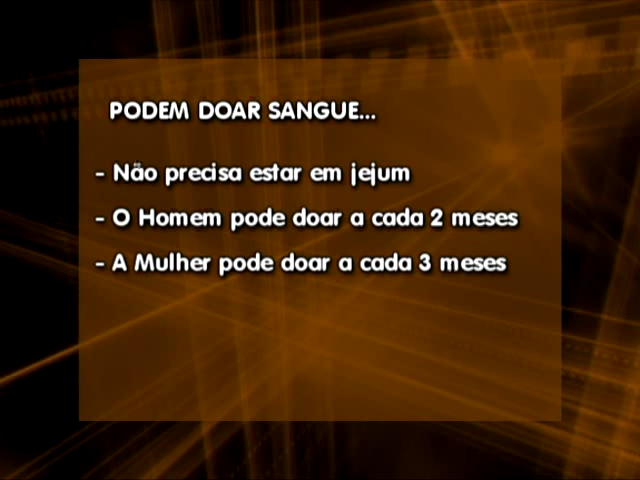 PODEM DOAR SANGUE...
- Não precisa estar em jejum
- O Homem pode doar a cada 2 meses
- A Mulher pode doar a cada 3 meses